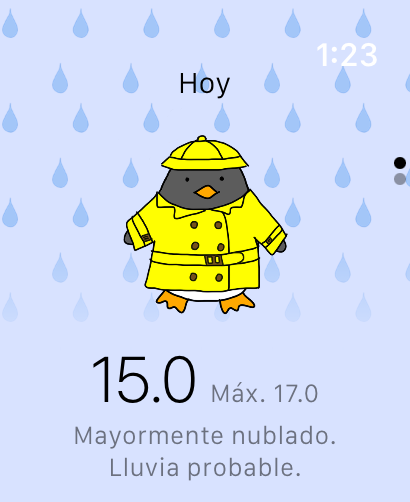 1:23
Hoy
15.0 Máx. 17.0
Mayormente nublado.
Lluvia probable.